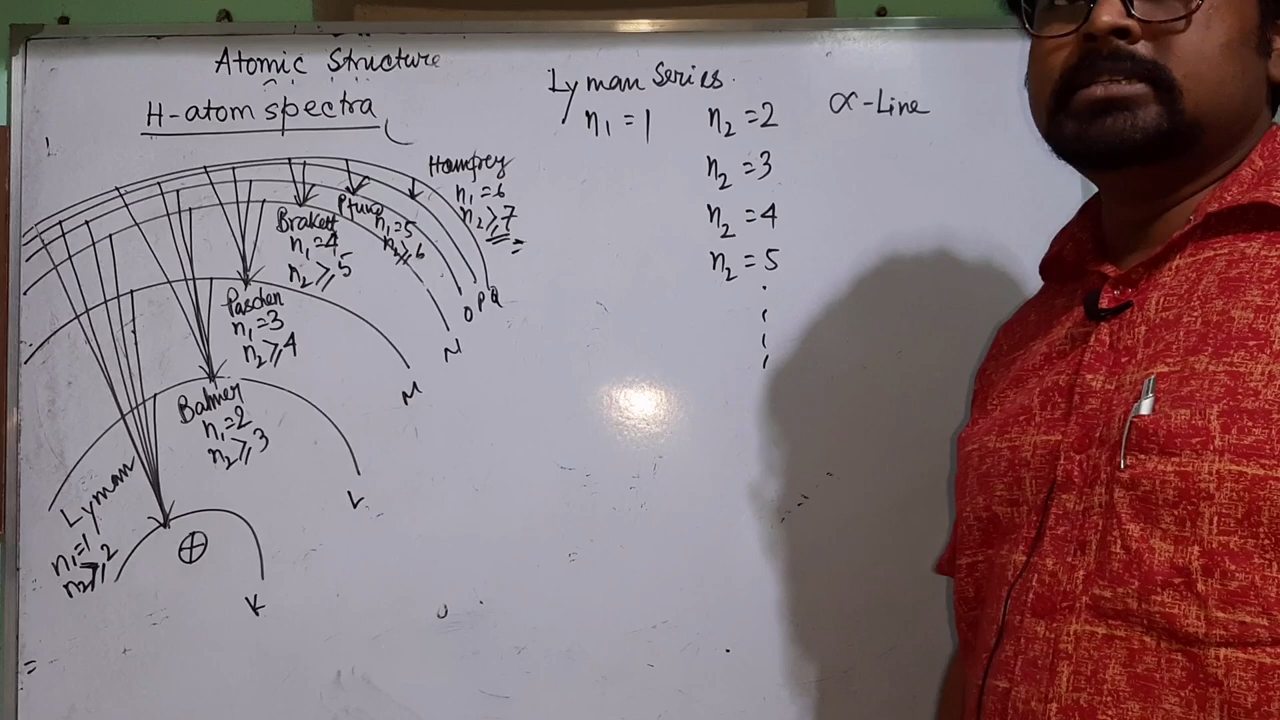 Atomic Structure
H-atom spectra
Hamfrey
n₁=6
n₂≥7
Pfund
n₁=5
n₂≥6
Brakett
n₁=4
n₂≥5
Paschen
n₁=3
n₂≥4
Balmer
n₁=2
n₂≥3
Lyman
n₁=1
n₂≥2
K
L
M
N
O P Q
Lyman Series.
n₁=1 n₂=2 α-Line
n₂=3
n₂=4
n₂=5